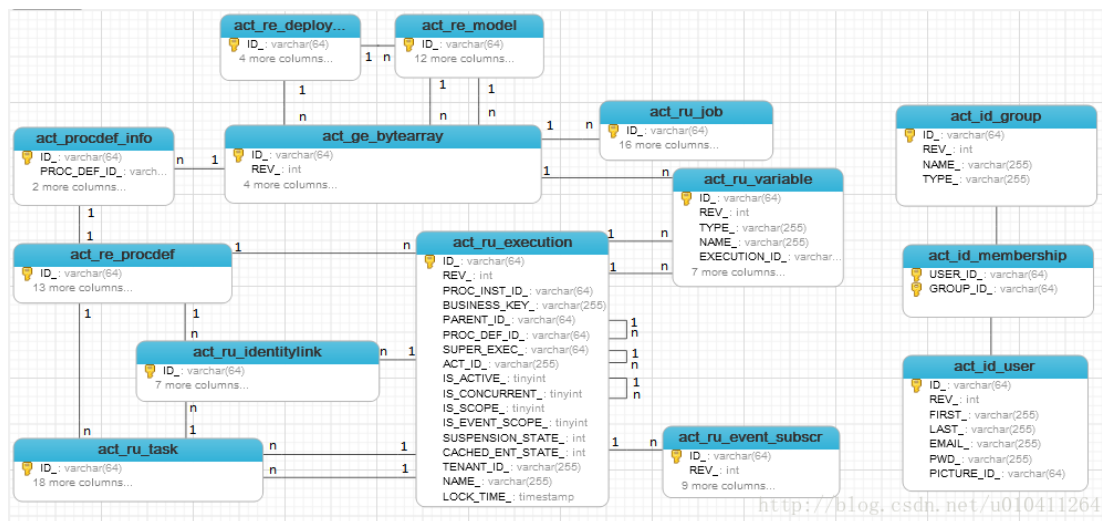 act_re_deploy...
ID_: varchar(64)
4 more columns...
1 n
act_re_model
ID_: varchar(64)
12 more columns...
1
n
1
n
1
n
act_procdef_info
ID_: varchar(64)
PROC_DEF_ID_: varch...
2 more columns...
n 1
act_ge_bytearray
ID_: varchar(64)
REV_: int
4 more columns...
1 n
act_ru_job
ID_: varchar(64)
16 more columns...
1 n
act_ru_variable
ID_: varchar(64)
REV_: int
TYPE_: varchar(255)
NAME_: varchar(255)
EXECUTION_ID_: varchar...
7 more columns...
act_id_group
ID_: varchar(64)
REV_: int
NAME_: varchar(255)
TYPE_: varchar(255)
act_id_membership
USER_ID_: varchar(64)
GROUP_ID_: varchar(64)
act_id_user
ID_: varchar(64)
REV_: int
FIRST_: varchar(255)
LAST_: varchar(255)
EMAIL_: varchar(255)
PWD_: varchar(255)
PICTURE_ID_: varchar(64)
1
1
act_re_procdef
ID_: varchar(64)
13 more columns...
1 n
act_ru_execution
ID_: varchar(64)
REV_: int
PROC_INST_ID_: varchar(64)
BUSINESS_KEY_: varchar(255)
PARENT_ID_: varchar(64)
PROC_DEF_ID_: varchar(64)
SUPER_EXEC_: varchar(64)
ACT_ID_: varchar(255)
IS_ACTIVE_: tinyint
IS_CONCURRENT_: tinyint
IS_SCOPE_: tinyint
IS_EVENT_SCOPE_: tinyint
SUSPENSION_STATE_: int
CACHED_ENT_STATE_: int
TENANT_ID_: varchar(255)
NAME_: varchar(255)
LOCK_TIME_: timestamp
1 n
1 n
1
n
1
n
1
n
1
n
1
n
act_ru_identitylink
ID_: varchar(64)
7 more columns...
n 1
n
1
act_ru_task
ID_: varchar(64)
18 more columns...
n 1
n 1
1 n
act_ru_event_subscr
ID_: varchar(64)
REV_: int
9 more columns...
http://blog.csdn.net/u010411264